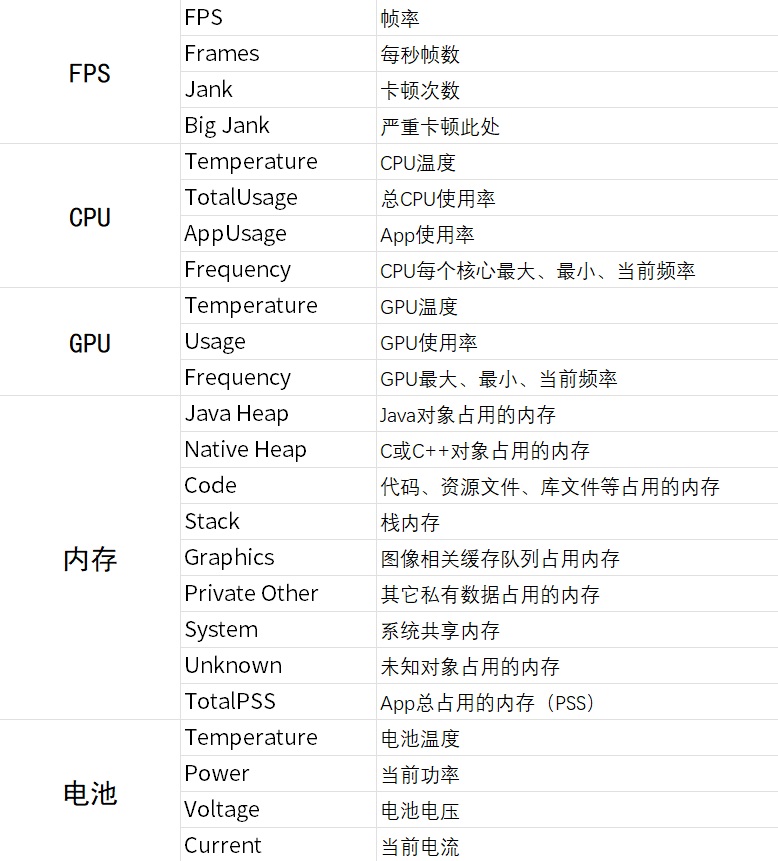 FPS
FPS 帧率
Frames 每秒帧数
Jank 卡顿次数
Big Jank 严重卡顿此处
CPU
Temperature CPU温度
TotalUsage 总CPU使用率
AppUsage App使用率
Frequency CPU每个核心最大、最小、当前频率
GPU
Temperature GPU温度
Usage GPU使用率
Frequency GPU最大、最小、当前频率
内存
Java Heap Java对象占用的内存
Native Heap C或C++对象占用的内存
Code 代码、资源文件、库文件等占用的内存
Stack 栈内存
Graphics 图像相关缓存队列占用内存
Private Other 其它私有数据占用的内存
System 系统共享内存
Unknown 未知对象占用的内存
TotalPSS App总占用的内存（PSS）
电池
Temperature 电池温度
Power 当前功率
Voltage 电池电压
Current 当前电流